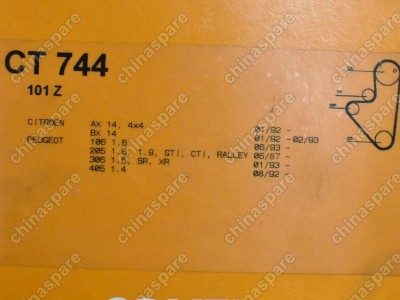 CT 744
101 Z
CITROEN AX 14, 4x4 01/92 -
BX 14 01/92 - 02/93
PEUGEOT 106 1.6 06/93 -
205 1.6, 1.9, GTI, CTI, RALLEY 06/87 -
306 1.6, SR, XR 01/93 -
405 1.4 08/92 -
chinaspare